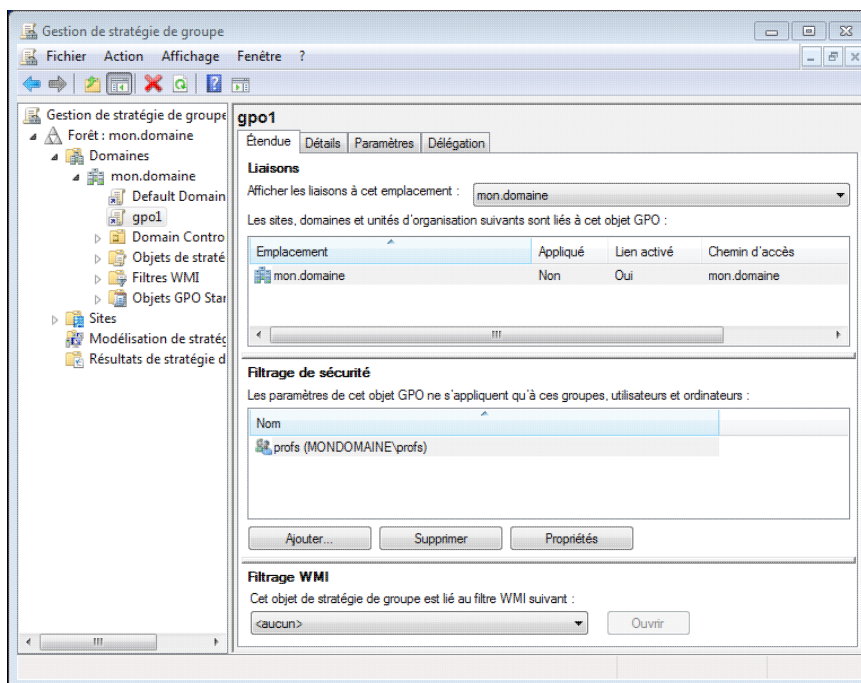 Gestion de stratégie de groupe
Fichier Action Affichage Fenêtre ?
Gestion de stratégie de groupe
Forêt : mon.domaine
Domaines
mon.domaine
Default Domain
gpo1
Domain Contro
Objets de straté
Filtres WMI
Objets GPO Star
Sites
Modélisation de stratég
Résultats de stratégie d
gpo1
Étendue Détails Paramètres Délégation
Liaisons
Afficher les liaisons à cet emplacement : mon.domaine
Les sites, domaines et unités d'organisation suivants sont liés à cet objet GPO :
Emplacement Appliqué Lien activé Chemin d'accès
mon.domaine Non Oui mon.domaine
Filtrage de sécurité
Les paramètres de cet objet GPO ne s'appliquent qu'à ces groupes, utilisateurs et ordinateurs :
Nom
profs (MONDOMAINE\profs)
Ajouter... Supprimer Propriétés
Filtrage WMI
Cet objet de stratégie de groupe est lié au filtre WMI suivant :
<aucun> Ouvrir